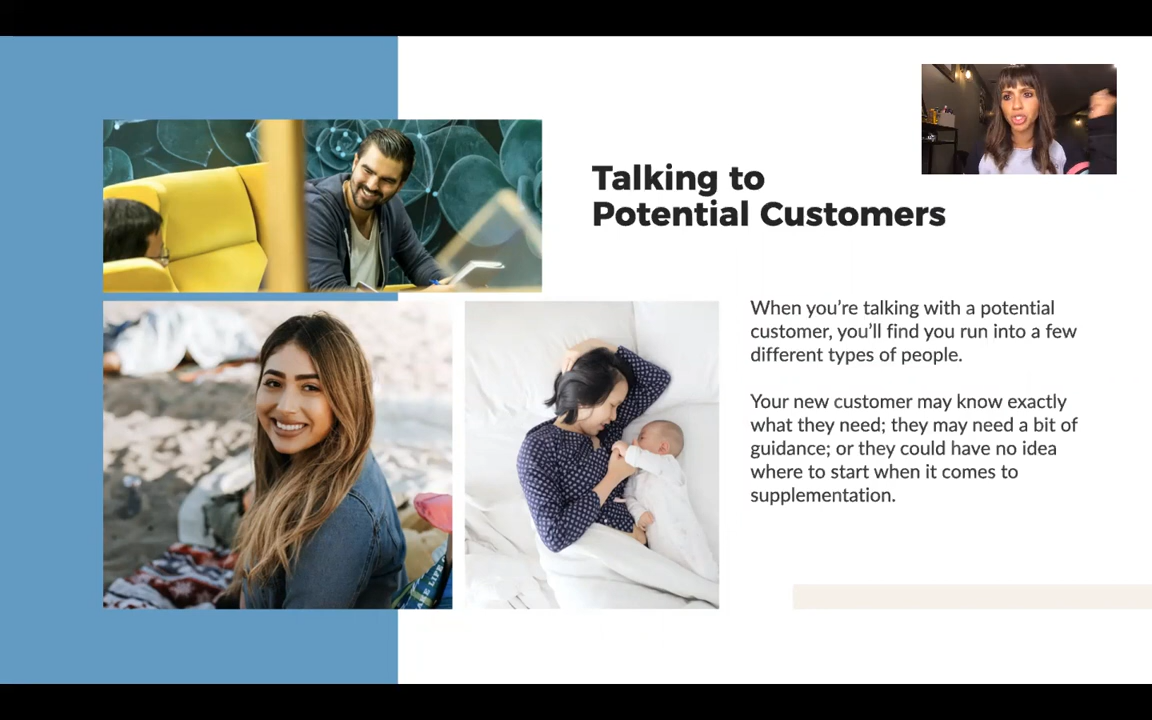 Talking to
Potential Customers
When you're talking with a potential
customer, you'll find you run into a few
different types of people.
Your new customer may know exactly
what they need; they may need a bit of
guidance; or they could have no idea
where to start when it comes to
supplementation.